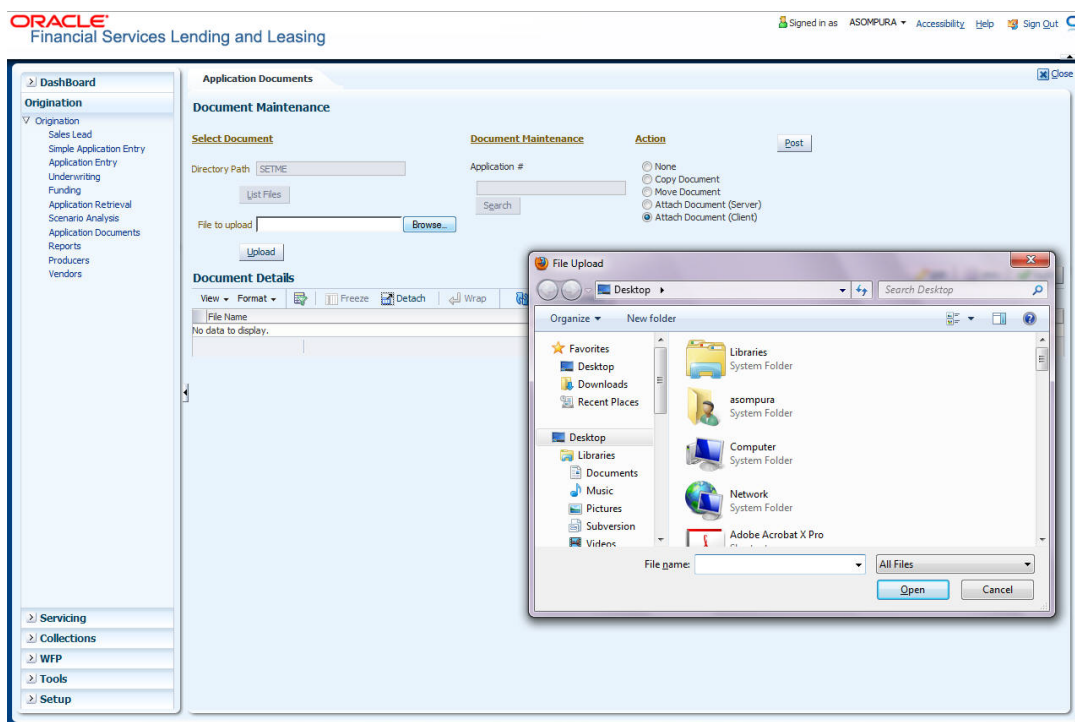 ORACLE
Financial Services Lending and Leasing
Signed in as ASOMPURA Accessibility Help Sign Out
DashBoard
Origination
Origination
Sales Lead
Simple Application Entry
Application Entry
Underwriting
Funding
Application Retrieval
Scenario Analysis
Application Documents
Reports
Producers
Vendors
Servicing
Collections
WFP
Tools
Setup
Application Documents
Close
Document Maintenance
Select Document
Directory Path SETME
List Files
File to upload Browse...
Upload
Document Maintenance
Application #
Search
Action
None
Copy Document
Move Document
Attach Document (Server)
Attach Document (Client)
Post
Document Details
View Format Freeze Detach Wrap
File Name
No data to display.
File Upload
Desktop
Search Desktop
Organize New folder
Favorites
Desktop
Downloads
Recent Places
Desktop
Libraries
Documents
Music
Pictures
Subversion
Videos
Libraries
System Folder
asompura
System Folder
Computer
System Folder
Network
System Folder
Adobe Acrobat X Pro
File name:
All Files
Open
Cancel